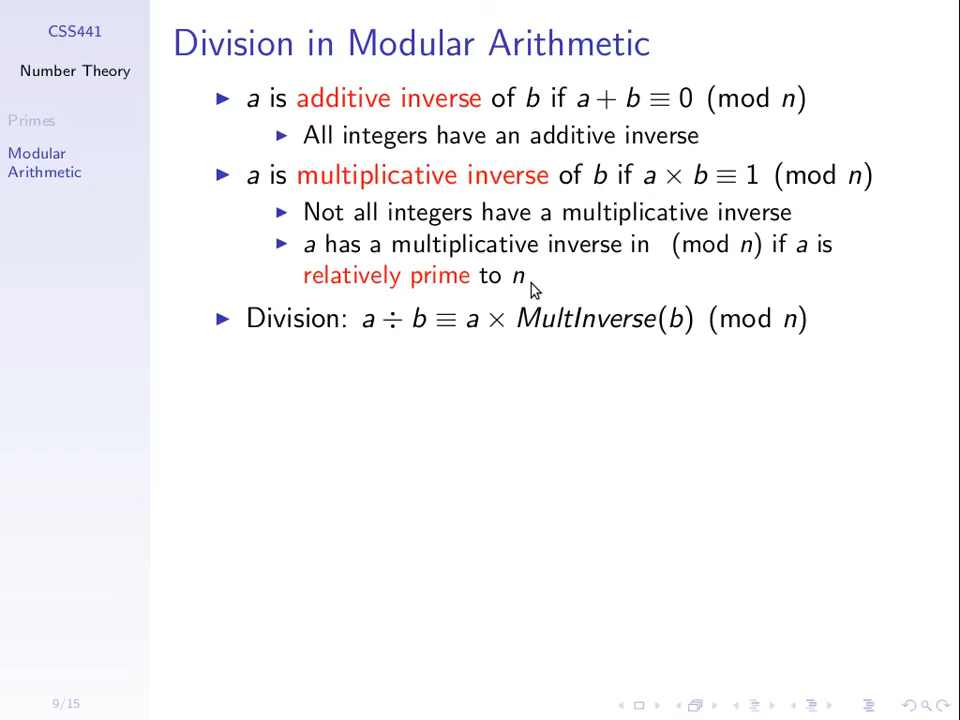 CSS441
Number Theory
Primes
Modular
Arithmetic
Division in Modular Arithmetic
▶ a is additive inverse of b if a + b ≡ 0 (mod n)
▶ All integers have an additive inverse
▶ a is multiplicative inverse of b if a × b ≡ 1 (mod n)
▶ Not all integers have a multiplicative inverse
▶ a has a multiplicative inverse in (mod n) if a is
relatively prime to n
▶ Division: a ÷ b ≡ a × MultInverse(b) (mod n)
9/15